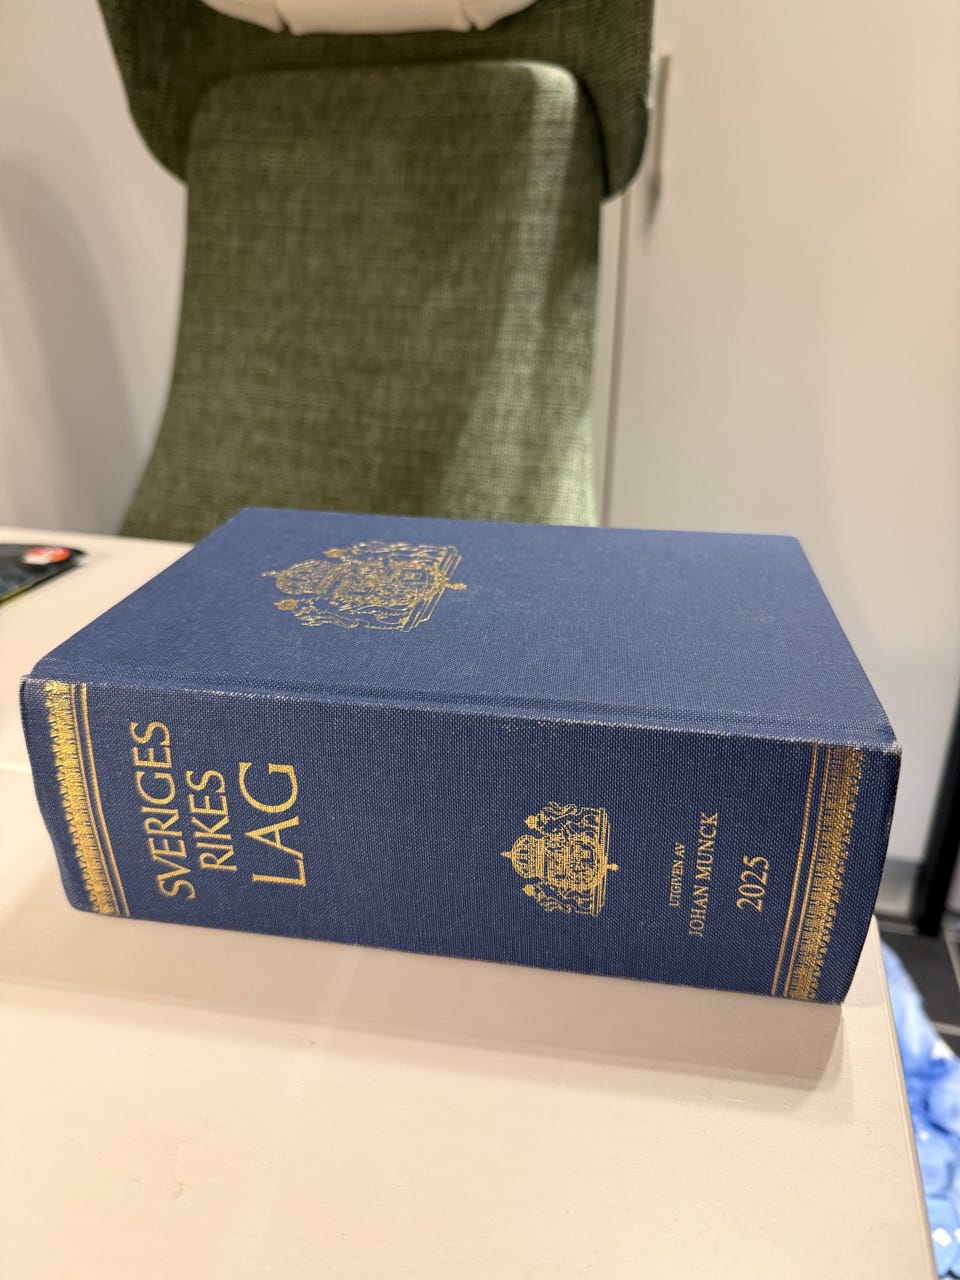 SVERIGES
RIKES
LAG
UTGIVEN AV
JOHAN MUNCK
2025